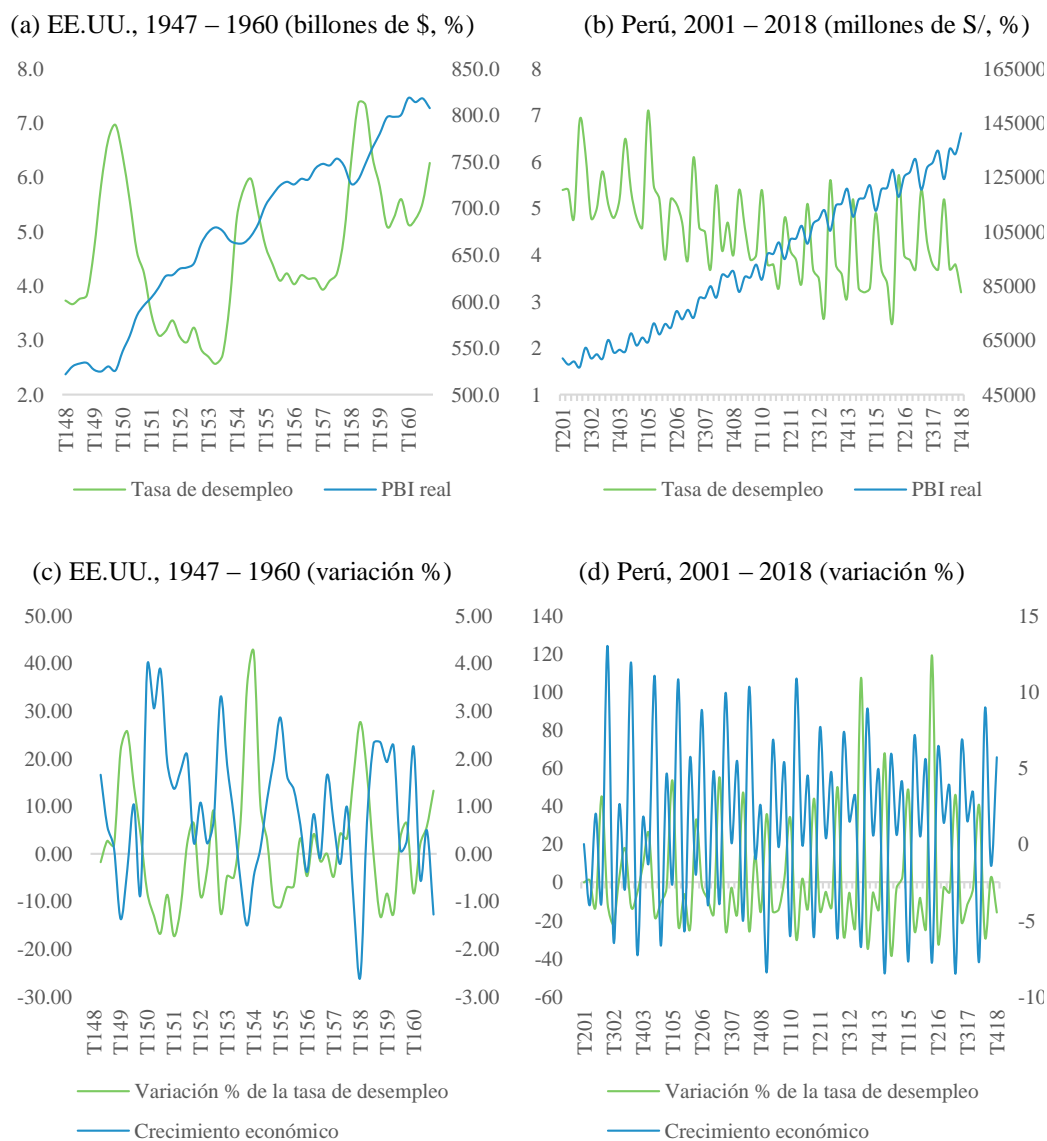 (a) EE.UU., 1947 – 1960 (billones de $, %)
8.0
7.0
6.0
5.0
4.0
3.0
2.0
850.0
800.0
750.0
700.0
650.0
600.0
550.0
500.0
T148
T149
T150
T151
T152
T153
T154
T155
T156
T157
T158
T159
T160
Tasa de desempleo
PBI real
(b) Perú, 2001 – 2018 (millones de S/, %)
8
7
6
5
4
3
2
1
165000
145000
125000
105000
85000
65000
45000
T201
T302
T403
T105
T206
T307
T408
T110
T211
T312
T413
T115
T216
T317
T418
Tasa de desempleo
PBI real
(c) EE.UU., 1947 – 1960 (variación %)
50.00
40.00
30.00
20.00
10.00
0.00
-10.00
-20.00
-30.00
5.00
4.00
3.00
2.00
1.00
0.00
-1.00
-2.00
-3.00
T148
T149
T150
T151
T152
T153
T154
T155
T156
T157
T158
T159
T160
Variación % de la tasa de desempleo
Crecimiento económico
(d) Perú, 2001 – 2018 (variación %)
140
120
100
80
60
40
20
0
-20
-40
-60
15
10
5
0
-5
-10
T201
T302
T403
T105
T206
T307
T408
T110
T211
T312
T413
T115
T216
T317
T418
Variación % de la tasa de desempleo
Crecimiento económico